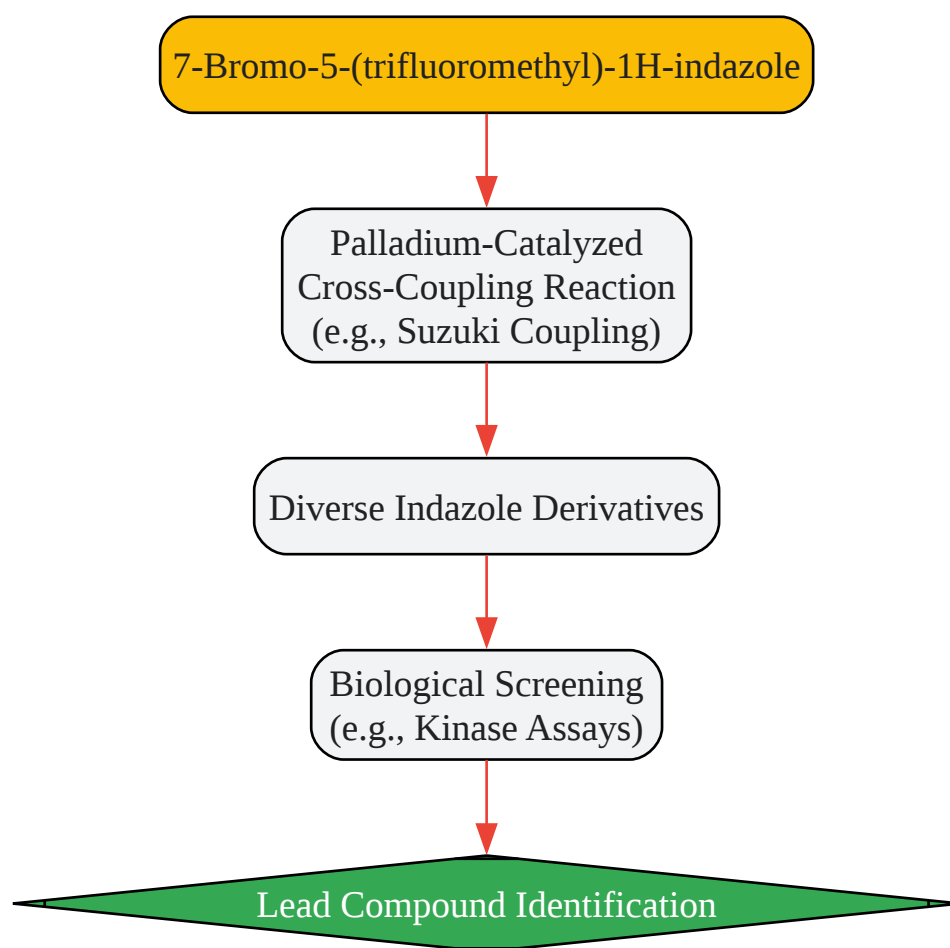 7-Bromo-5-(trifluoromethyl)-1H-indazole
Palladium-Catalyzed
Cross-Coupling Reaction
(e.g., Suzuki Coupling)
Diverse Indazole Derivatives
Biological Screening
(e.g., Kinase Assays)
Lead Compound Identification